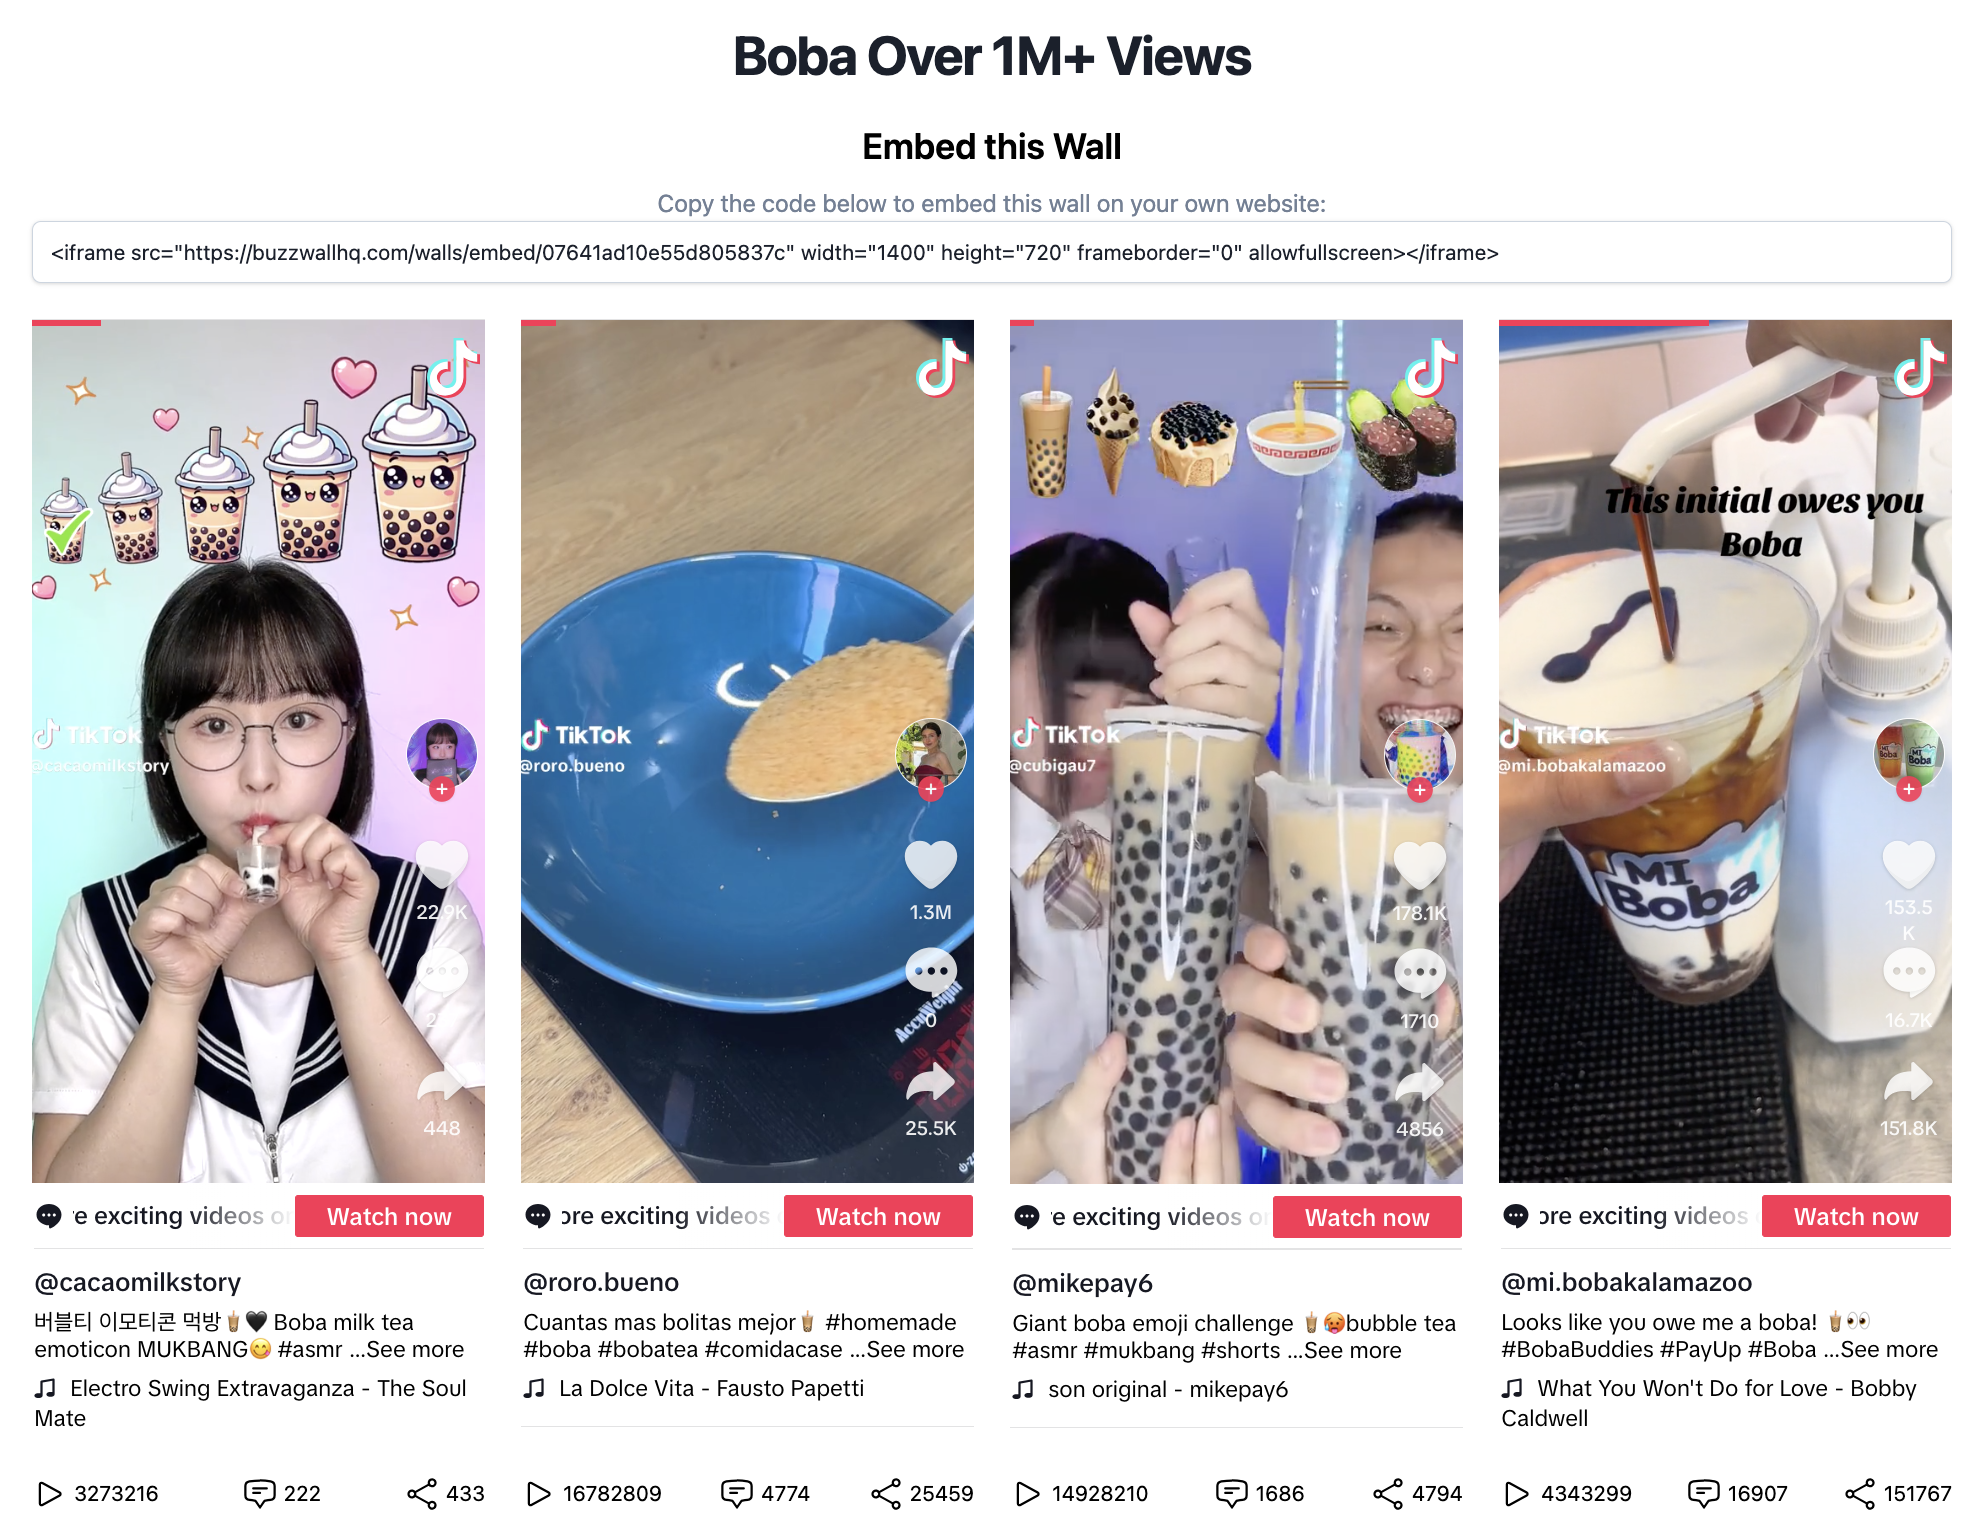 Boba Over 1M+ Views
Embed this Wall
Copy the code below to embed this wall on your own website:
<iframe src="https://buzzwallhq.com/walls/embed/07641ad10e55d805837c" width="1400" height="720" frameborder="0" allowfullscreen></iframe>
TikTok
@cacaomilkstory
22.9K
448
Watch now
exciting videos
@cacaomilkstory
버블티 이모티콘 먹방🧋🖤 Boba milk tea
emoticon MUKBANG😋 #asmr ...See more
Electro Swing Extravaganza - The Soul
Mate
3273216
222
433
TikTok
@roro.bueno
1.3M
AccuWeight
0
25.5K
exciting videos
Watch now
@roro.bueno
Cuantas mas bolitas mejor🧋 #homemade
#boba #bobatea #comidacase ...See more
La Dolce Vita - Fausto Papetti
16782809
4774
25459
TikTok
@cubigau7
178.1K
1710
4856
exciting videos
Watch now
@mikepay6
Giant boba emoji challenge 🧋🥵bubble tea
#asmr #mukbang #shorts ...See more
son original - mikepay6
14928210
1686
4794
This initial owes you
Boba
TikTok
@mi.bobakalamazoo
MI
Boba
153.5
K
16.7K
151.8K
exciting videos
Watch now
@mi.bobakalamazoo
Looks like you owe me a boba! 🧋👀
#BobaBuddies #PayUp #Boba ...See more
What You Won't Do for Love - Bobby
Caldwell
4343299
16907
151767